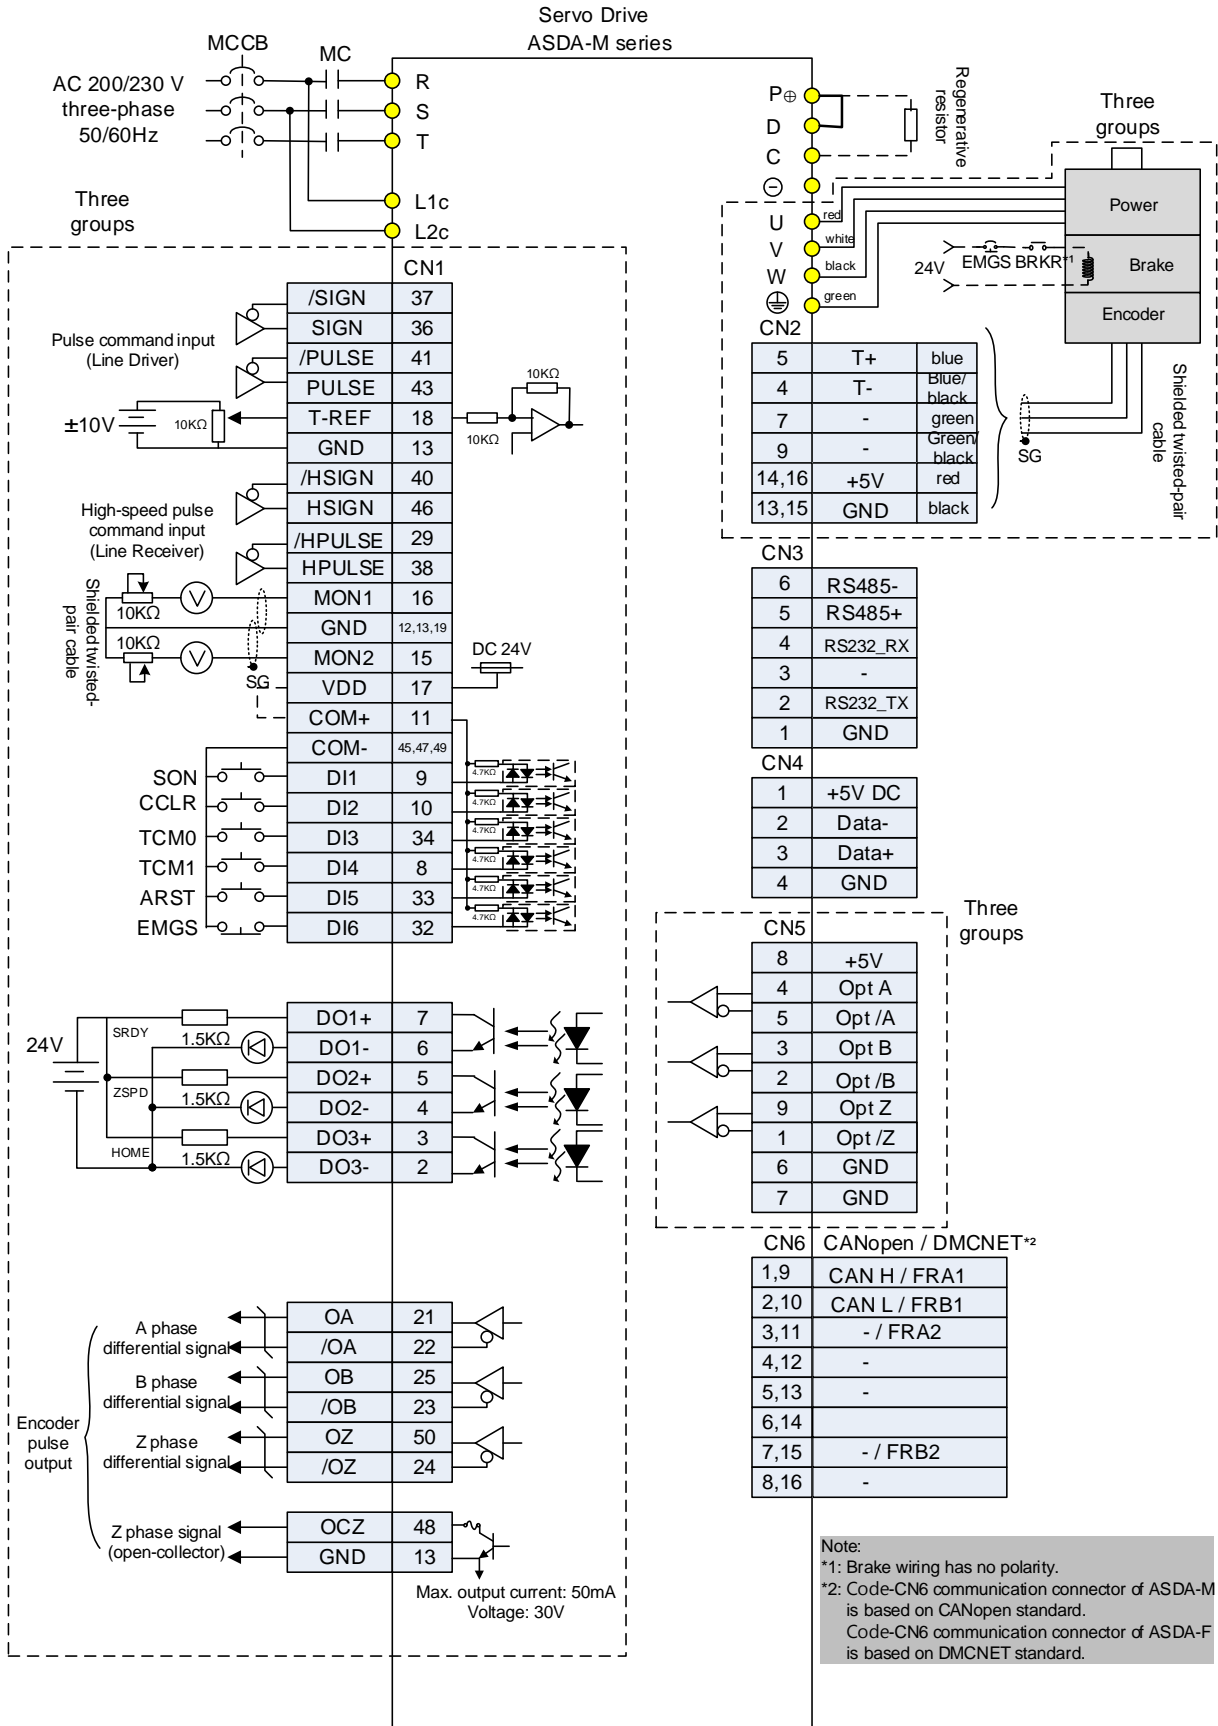 Servo Drive
ASDA-M series
MCCB
MC
AC 200/230 V
three-phase
50/60Hz
R
S
T
L1c
L2c
Three
groups
CN1
/SIGN 37
SIGN 36
/PULSE 41
PULSE 43
T-REF 18
GND 13
/HSIGN 40
HSIGN 46
/HPULSE 29
HPULSE 38
MON1 16
GND 12,13,19
MON2 15
VDD 17
COM+ 11
COM- 45,47,49
DI1 9
DI2 10
DI3 34
DI4 8
DI5 33
DI6 32
Pulse command input
(Line Driver)
±10V
10KΩ
10KΩ
10KΩ
High-speed pulse
command input
(Line Receiver)
Shielded twisted-
pair cable
10KΩ
V
10KΩ
V
SG
DC 24V
SON
CCLR
TCM0
TCM1
ARST
EMGS
4.7KΩ
4.7KΩ
4.7KΩ
4.7KΩ
4.7KΩ
4.7KΩ
24V
SRDY
1.5KΩ
ZSPD
1.5KΩ
HOME
1.5KΩ
DO1+ 7
DO1- 6
DO2+ 5
DO2- 4
DO3+ 3
DO3- 2
Encoder
pulse
output
A phase
differential signal
B phase
differential signal
Z phase
differential signal
Z phase signal
(open-collector)
OA 21
/OA 22
OB 25
/OB 23
OZ 50
/OZ 24
OCZ 48
GND 13
Max. output current: 50mA
Voltage: 30V
P⊕
D
C
⊖
U
V
W
red
white
black
green
Regenerative
resistor
Three
groups
Power
Brake
Encoder
24V
EMGS BRKR*1
CN2
5 T+ blue
4 T- Blue/
black
7 - green
9 - Green/
black
14,16 +5V red
13,15 GND black
SG
Shielded twisted-pair
cable
CN3
6 RS485-
5 RS485+
4 RS232_RX
3 -
2 RS232_TX
1 GND
CN4
1 +5V DC
2 Data-
3 Data+
4 GND
Three
groups
CN5
8 +5V
4 Opt A
5 Opt /A
3 Opt B
2 Opt /B
9 Opt Z
1 Opt /Z
6 GND
7 GND
CN6 CANopen / DMCNET*2
1,9 CAN H / FRA1
2,10 CAN L / FRB1
3,11 - / FRA2
4,12 -
5,13 -
6,14
7,15 - / FRB2
8,16 -
Note:
*1: Brake wiring has no polarity.
*2: Code-CN6 communication connector of ASDA-M
is based on CANopen standard.
Code-CN6 communication connector of ASDA-F
is based on DMCNET standard.